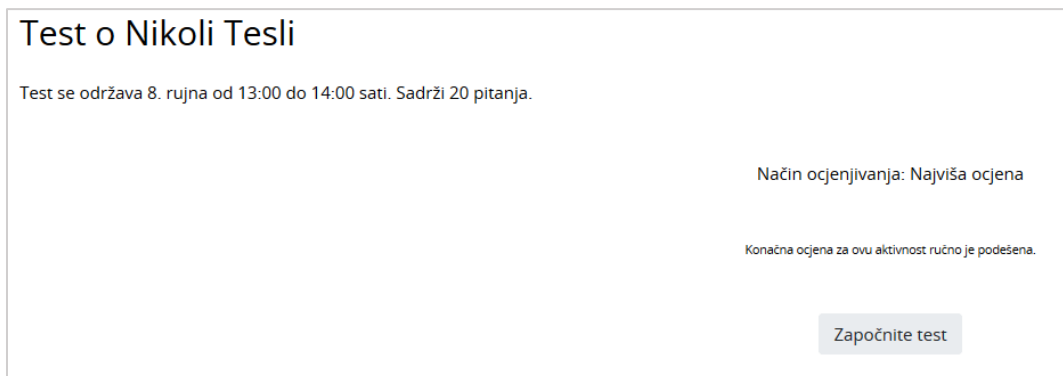 Test o Nikoli Tesli
Test se održava 8. rujna od 13:00 do 14:00 sati. Sadrži 20 pitanja.
Način ocjenjivanja: Najviša ocjena
Konačna ocjena za ovu aktivnost ručno je podešena.
Započnite test